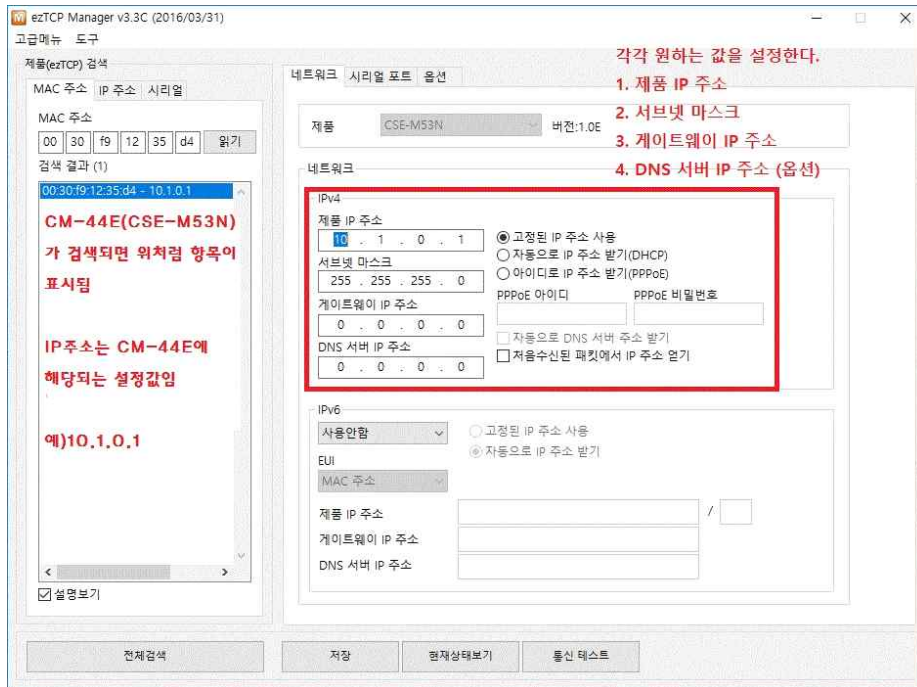 ezTCP Manager v3.3C (2016/03/31)
고급메뉴 도구
제품(ezTCP) 검색
MAC 주소 IP 주소 시리얼
MAC 주소
00 30 f9 12 35 d4 읽기
검색 결과 (1)
00:30:f9:12:35:d4 - 10.1.0.1
CM-44E(CSE-M53N)
가 검색되면 위처럼 항목이
표시됨
IP주소는 CM-44E에
해당되는 설정값임
예)10.1.0.1
설명보기
전체검색
네트워크 시리얼 포트 옵션
각각 원하는 값을 설정한다.
1. 제품 IP 주소
2. 서브넷 마스크
3. 게이트웨이 IP 주소
4. DNS 서버 IP 주소 (옵션)
제품 CSE-M53N 버전:1.0E
네트워크
IPv4
제품 IP 주소
10 . 1 . 0 . 1
서브넷 마스크
255 . 255 . 255 . 0
게이트웨이 IP 주소
0 . 0 . 0 . 0
DNS 서버 IP 주소
0 . 0 . 0 . 0
고정된 IP 주소 사용
자동으로 IP 주소 받기(DHCP)
아이디로 IP 주소 받기(PPPoE)
PPPoE 아이디 PPPoE 비밀번호
자동으로 DNS 서버 주소 받기
처음수신된 패킷에서 IP 주소 얻기
IPv6
사용안함
고정된 IP 주소 사용
자동으로 IP 주소 받기
EUI
MAC 주소
제품 IP 주소 /
게이트웨이 IP 주소
DNS 서버 IP 주소
저장 현재상태보기 통신 테스트